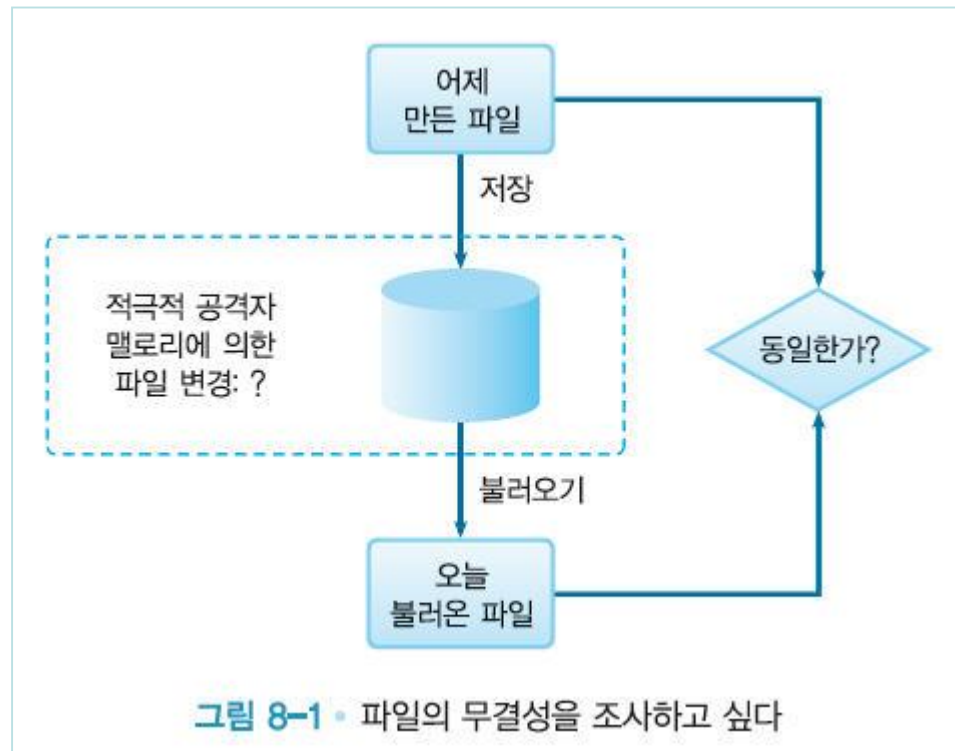 어제
만든 파일
저장
적극적 공격자
맬로리에 의한
파일 변경: ?
동일한가?
불러오기
오늘
불러온 파일
그림 8-1 • 파일의 무결성을 조사하고 싶다